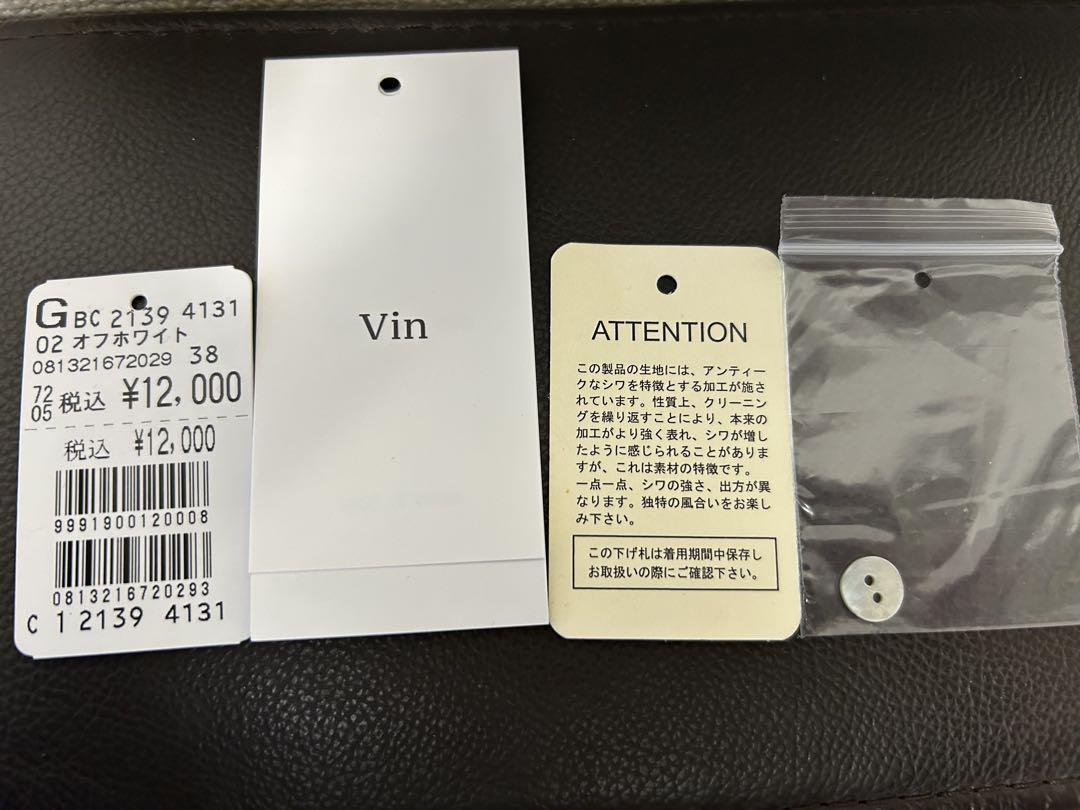 G BC 2139 4131
02 オフホワイト
081321672029 38
72
05 税込 ¥12,000
税込 ¥12,000
9991900120008
0813216720293
C 1 2139 4131
Vin
ATTENTION
この製品の生地には、アンティー
クなシワを特徴とする加工が施さ
れています。性質上、クリーニン
グを繰り返すことにより、本来の
加工がより強く表れ、シワが増し
たように感じられることがありま
すが、これは素材の特徴です。
一点一点、シワの強さ、出方が異
なります。独特の風合いをお楽し
み下さい。
この下げ札は着用期間中保存し
お取扱いの際にご確認下さい。